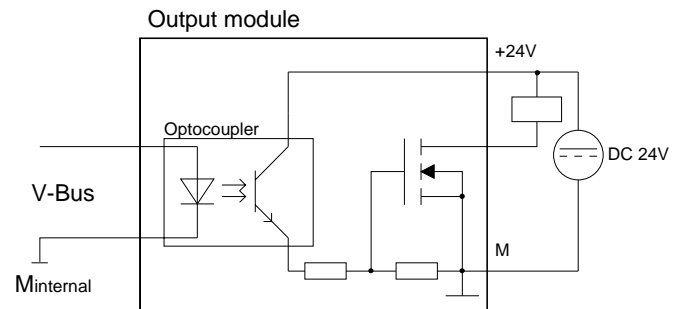 Output module
+24V
Optocoupler
DC 24V
V-Bus
M
Minternal